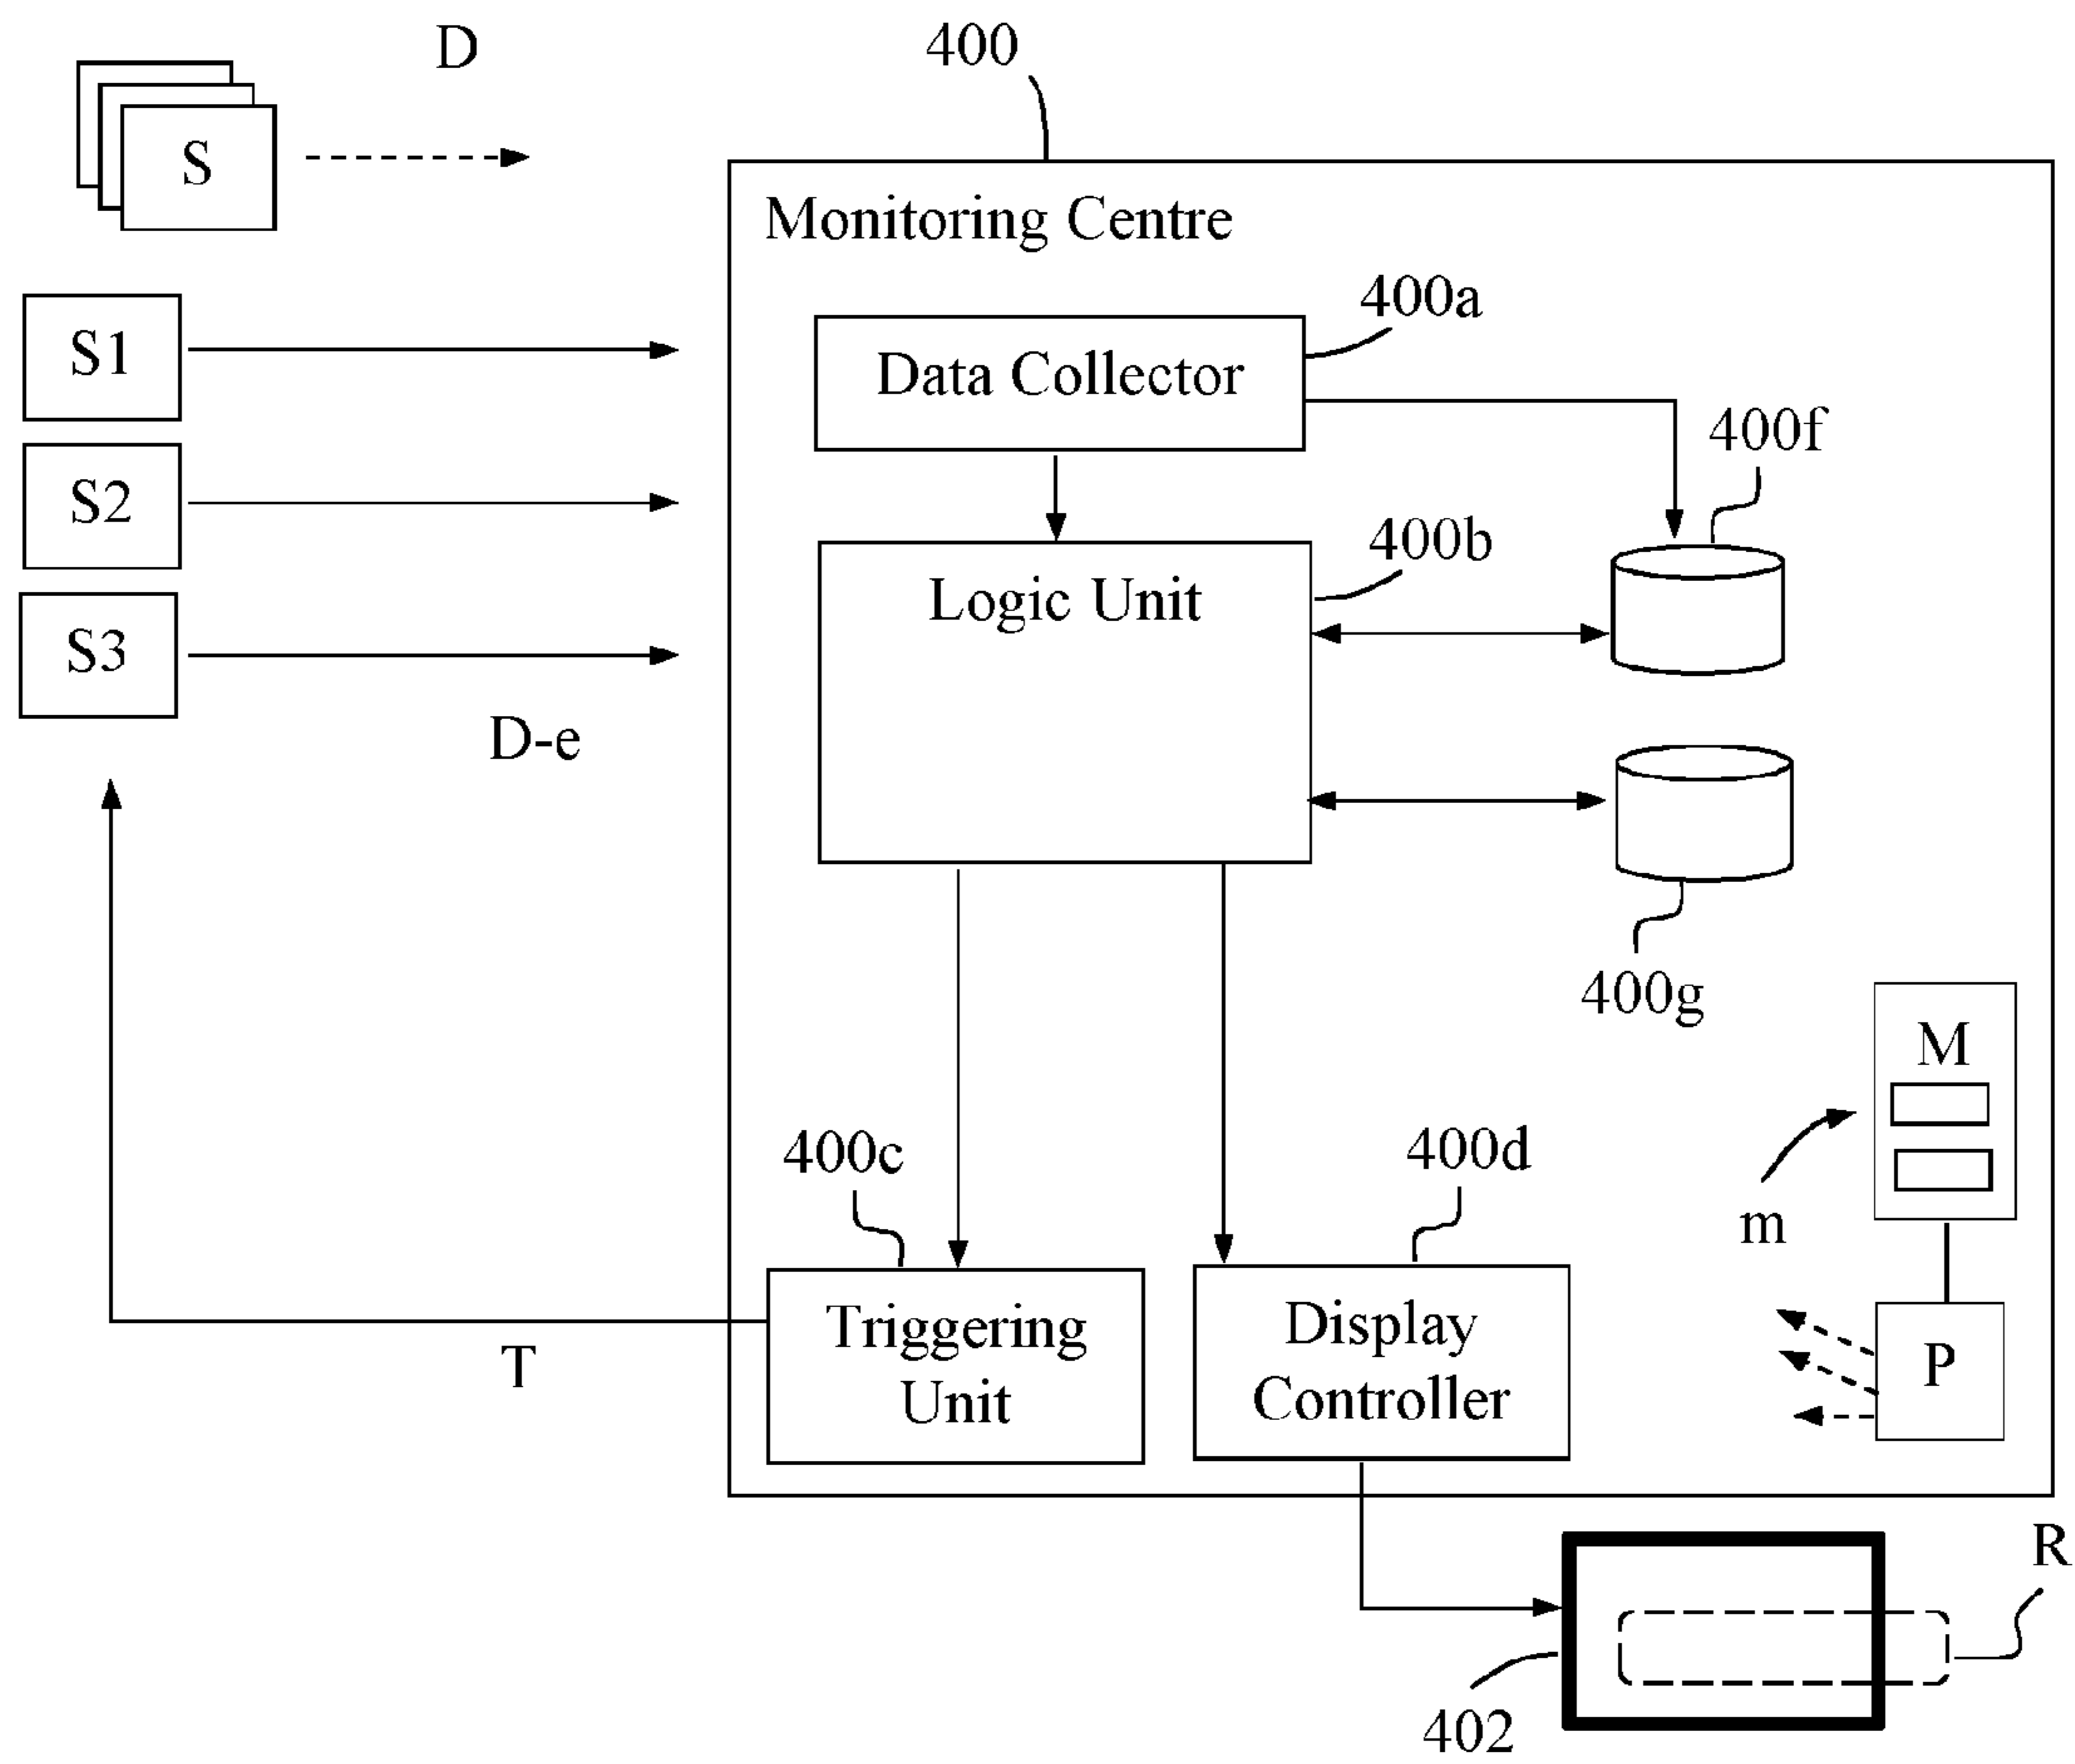 D
400
S
Monitoring Centre
400a
S1
Data Collector
400f
S2
400b
Logic Unit
S3
D-e
400g
M
400c
400d
m
Triggering
Unit
Display
Controller
P
T
R
402